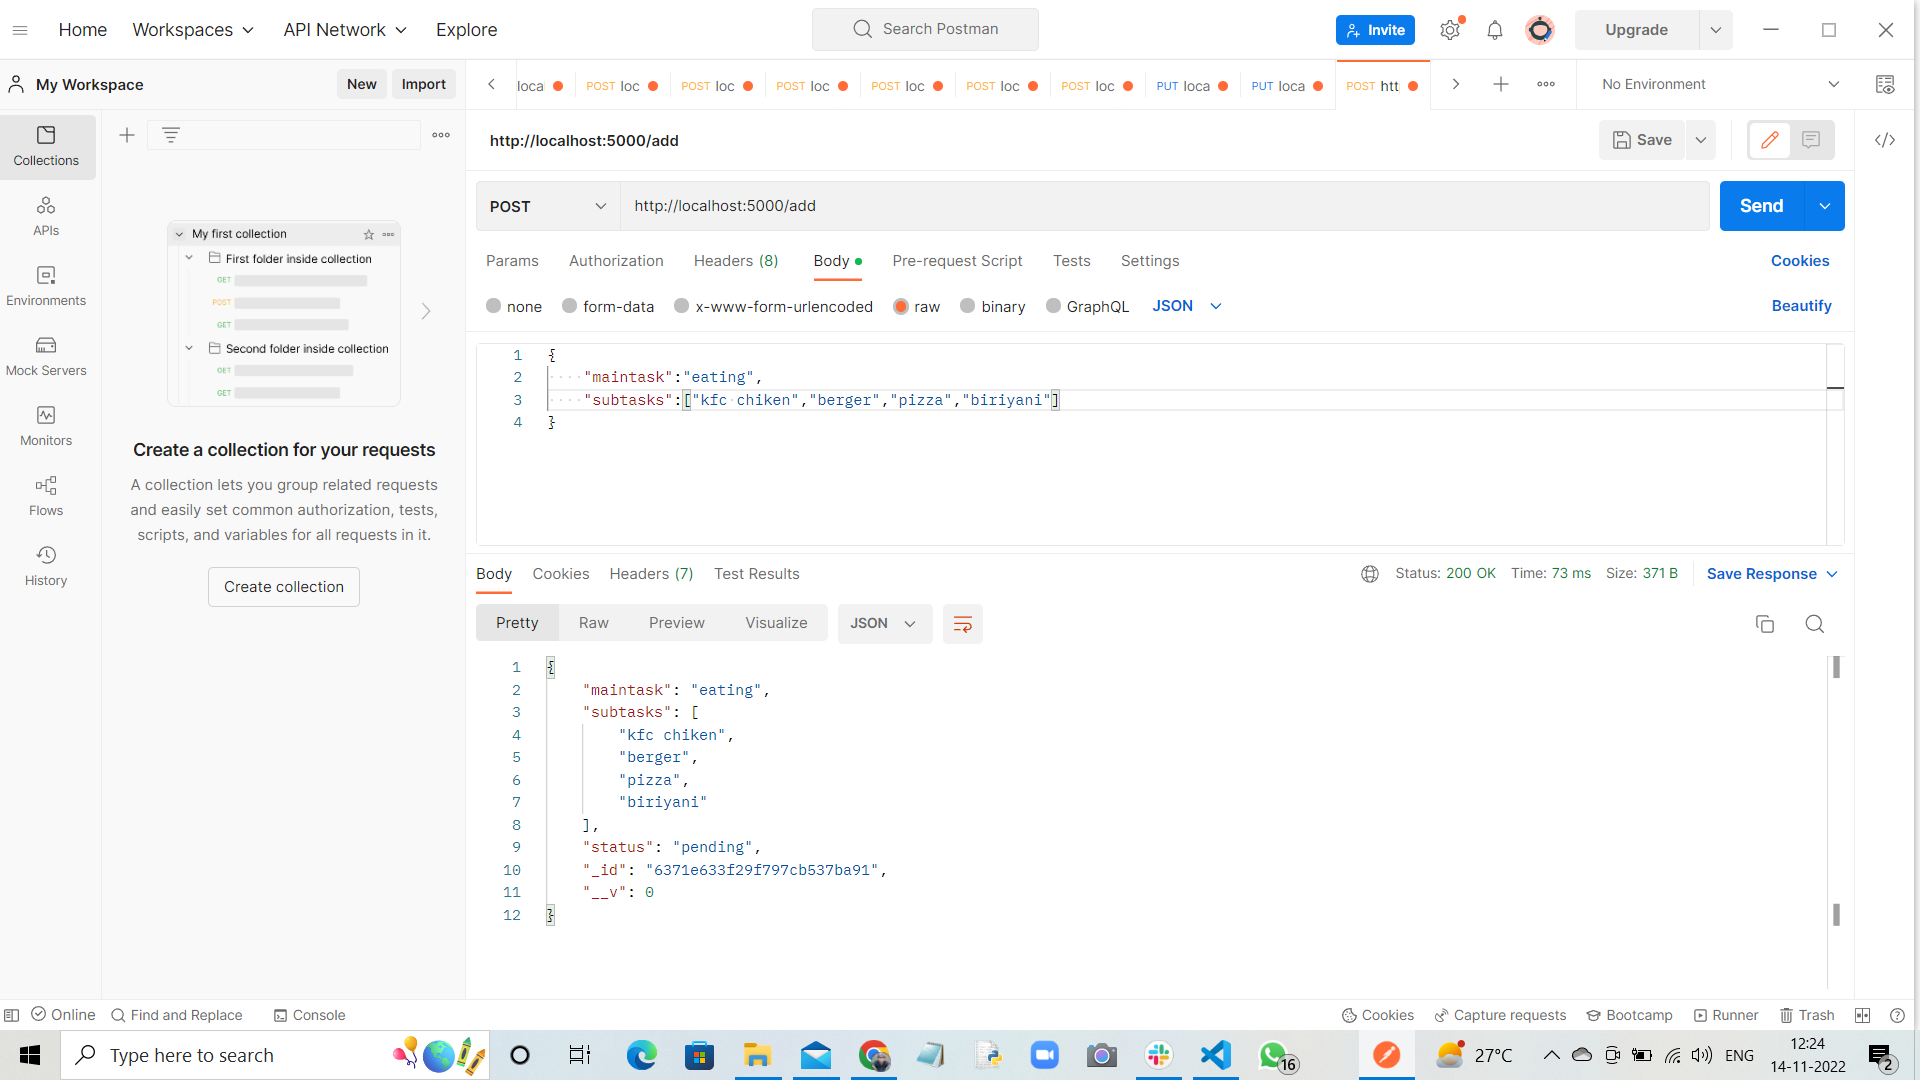 Home Workspaces API Network Explore Search Postman Invite Upgrade
My Workspace New Import loca POST loc POST loc POST loc POST loc POST loc POST loc PUT loca PUT loca POST htt No Environment
Collections
APIs
Environments
Mock Servers
Monitors
Flows
History
My first collection
First folder inside collection
GET
POST
GET
Second folder inside collection
GET
GET
Create a collection for your requests
A collection lets you group related requests
and easily set common authorization, tests,
scripts, and variables for all requests in it.
Create collection
http://localhost:5000/add Save
POST http://localhost:5000/add Send
Params Authorization Headers (8) Body Pre-request Script Tests Settings Cookies
none form-data x-www-form-urlencoded raw binary GraphQL JSON Beautify
1 {
2 "maintask":"eating",
3 "subtasks":["kfc chiken","berger","pizza","biriyani"]
4 }
Body Cookies Headers (7) Test Results Status: 200 OK Time: 73 ms Size: 371 B Save Response
Pretty Raw Preview Visualize JSON
1 {
2 "maintask": "eating",
3 "subtasks": [
4 "kfc chiken",
5 "berger",
6 "pizza",
7 "biriyani"
8 ],
9 "status": "pending",
10 "_id": "6371e633f29f797cb537ba91",
11 "__v": 0
12 }
Online Find and Replace Console Cookies Capture requests Bootcamp Runner Trash
Type here to search 16 27°C ENG 12:24
14-11-2022 2